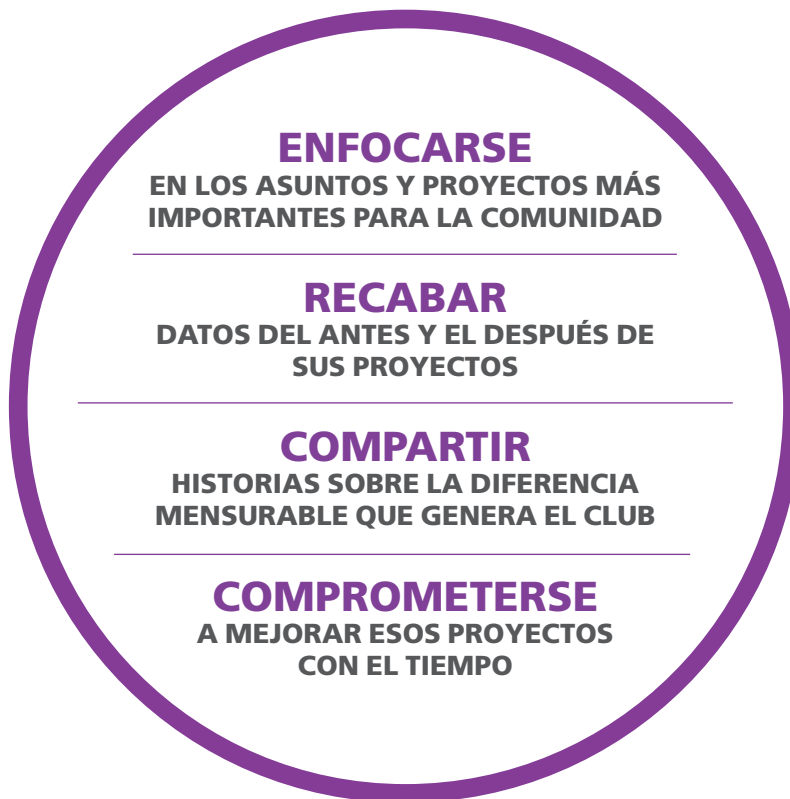 ENFOCARSE
EN LOS ASUNTOS Y PROYECTOS MÁS
IMPORTANTES PARA LA COMUNIDAD
RECABAR
DATOS DEL ANTES Y EL DESPUÉS DE
SUS PROYECTOS
COMPARTIR
HISTORIAS SOBRE LA DIFERENCIA
MENSURABLE QUE GENERA EL CLUB
COMPROMETERSE
A MEJORAR ESOS PROYECTOS
CON EL TIEMPO